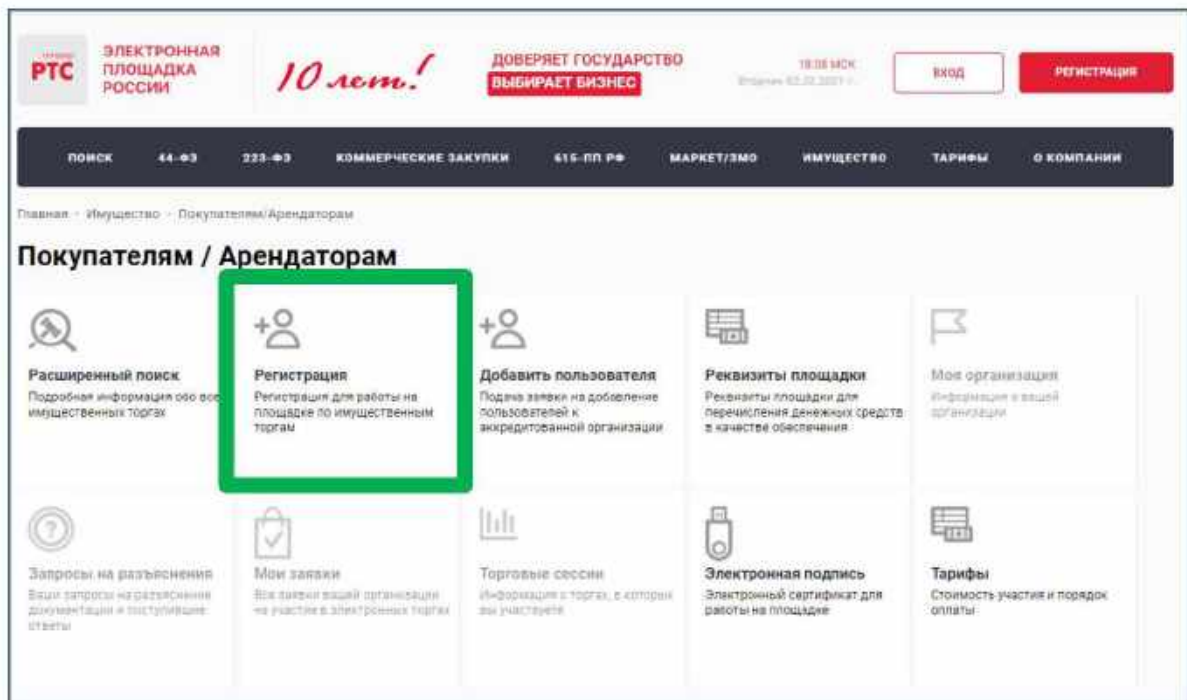 РТС
ЭЛЕКТРОННАЯ
ПЛОЩАДКА
РОССИИ
10 лет!
ДОВЕРЯЕТ ГОСУДАРСТВО
ВЫБИРАЕТ БИЗНЕС
МСК
ВХОД
РЕГИСТРАЦИЯ
ПОИСК 44-ФЗ 223-ФЗ КОММЕРЧЕСКИЕ ЗАКУПКИ 615-ПП РФ МАРКЕТ/ЗМО ИМУЩЕСТВО ТАРИФЫ О КОМПАНИИ
Главная - Имущество - Покупателям/Арендаторам
Покупателям / Арендаторам
Расширенный поиск
Подробная информация обо все
имущественных торгах
Регистрация
Регистрация для работы на
площадке по имущественным
торгам
Добавить пользователя
Подача заявки на добавление
пользователей к
аккредитованной организации
Реквизиты площадки
Реквизиты площадки для
перечисления денежных средств
в качестве обеспечения
Моя организация
Информация о вашей
организации
Запросы на разъяснения
Ваши запросы на разъяснения
документации и поступившие
ответы
Мои заявки
Все заявки вашей организации
на участие в электронных торгах
Торговые сессии
Информация о торгах, в которых
вы участвуете
Электронная подпись
Электронный сертификат для
работы на площадке
Тарифы
Стоимость участия и порядок
оплаты